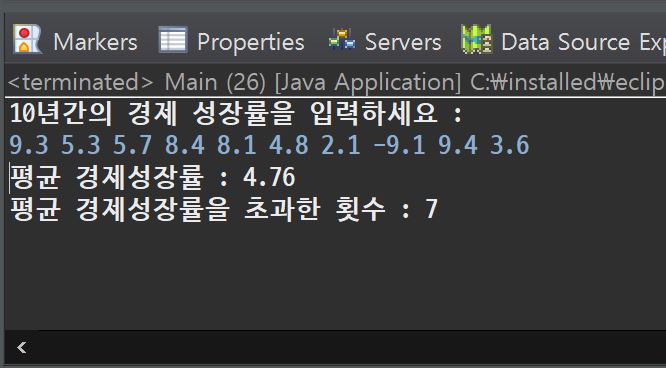 Markers Properties Servers Data Source Exp
<terminated> Main (26) [Java Application] C:₩installed₩eclip
10년간의 경제 성장률을 입력하세요 :
9.3 5.3 5.7 8.4 8.1 4.8 2.1 -9.1 9.4 3.6
평균 경제성장률 : 4.76
평균 경제성장률을 초과한 횟수 : 7